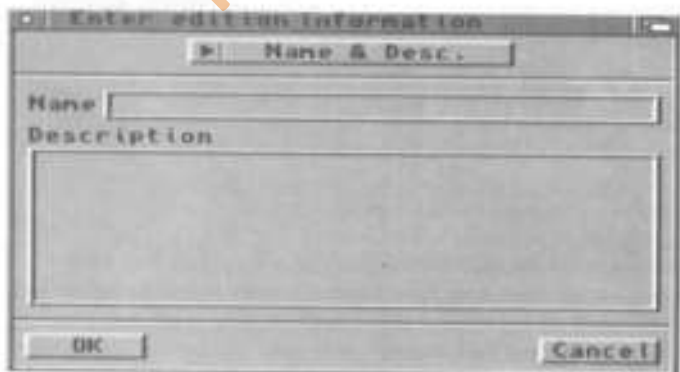 Enter edition information
Name & Desc.
Name
Description
OK
Cancel